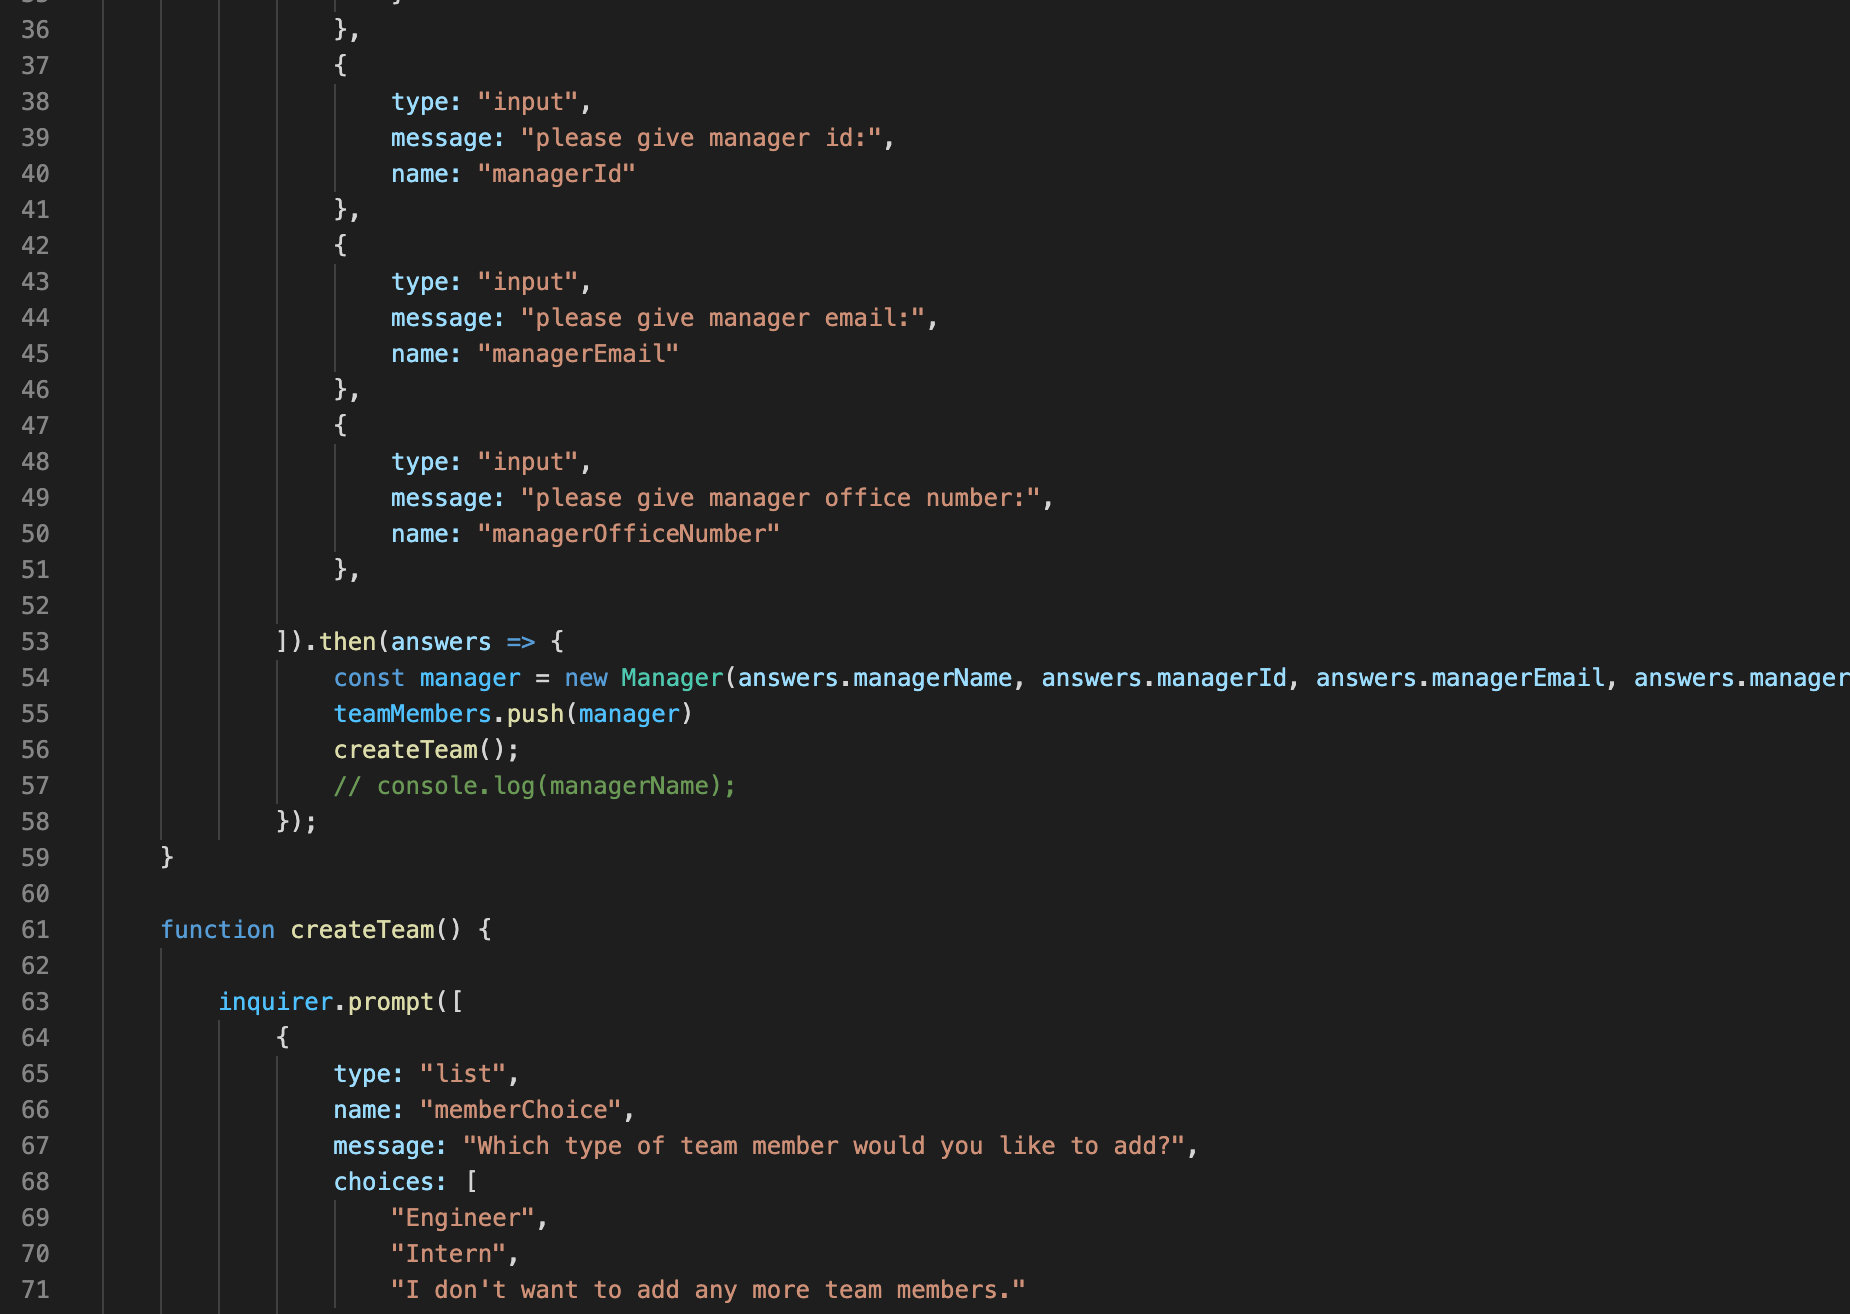 36 },
37 {
38 type: "input",
39 message: "please give manager id:",
40 name: "managerId"
41 },
42 {
43 type: "input",
44 message: "please give manager email:",
45 name: "managerEmail"
46 },
47 {
48 type: "input",
49 message: "please give manager office number:",
50 name: "managerOfficeNumber"
51 },
52
53 ]).then(answers => {
54 const manager = new Manager(answers.managerName, answers.managerId, answers.managerEmail, answers.manager
55 teamMembers.push(manager)
56 createTeam();
57 // console.log(managerName);
58 });
59 }
60
61 function createTeam() {
62
63 inquirer.prompt([
64 {
65 type: "list",
66 name: "memberChoice",
67 message: "Which type of team member would you like to add?",
68 choices: [
69 "Engineer",
70 "Intern",
71 "I don't want to add any more team members."